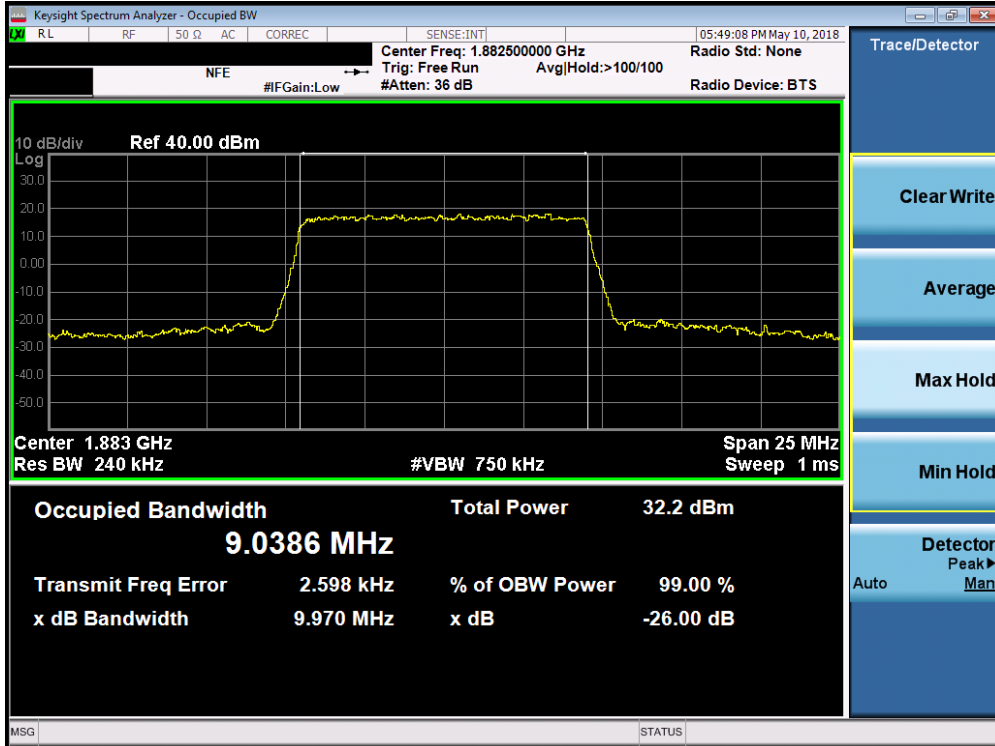 Keysight Spectrum Analyzer - Occupied BW
LXI RL RF 50 Ω AC CORREC SENSE:INT 05:49:08 PM May 10, 2018
Center Freq: 1.882500000 GHz Radio Std: None
NFE Trig: Free Run Avg|Hold:>100/100
#IFGain:Low #Atten: 36 dB Radio Device: BTS
Trace/Detector
10 dB/div Ref 40.00 dBm
Log
30.0
20.0
10.0
0.00
-10.0
-20.0
-30.0
-40.0
-50.0
Center 1.883 GHz Span 25 MHz
Res BW 240 kHz #VBW 750 kHz Sweep 1 ms
Occupied Bandwidth Total Power 32.2 dBm
9.0386 MHz
Transmit Freq Error 2.598 kHz % of OBW Power 99.00 %
x dB Bandwidth 9.970 MHz x dB -26.00 dB
Clear Write
Average
Max Hold
Min Hold
Detector
Peak▶
Auto Man
MSG STATUS